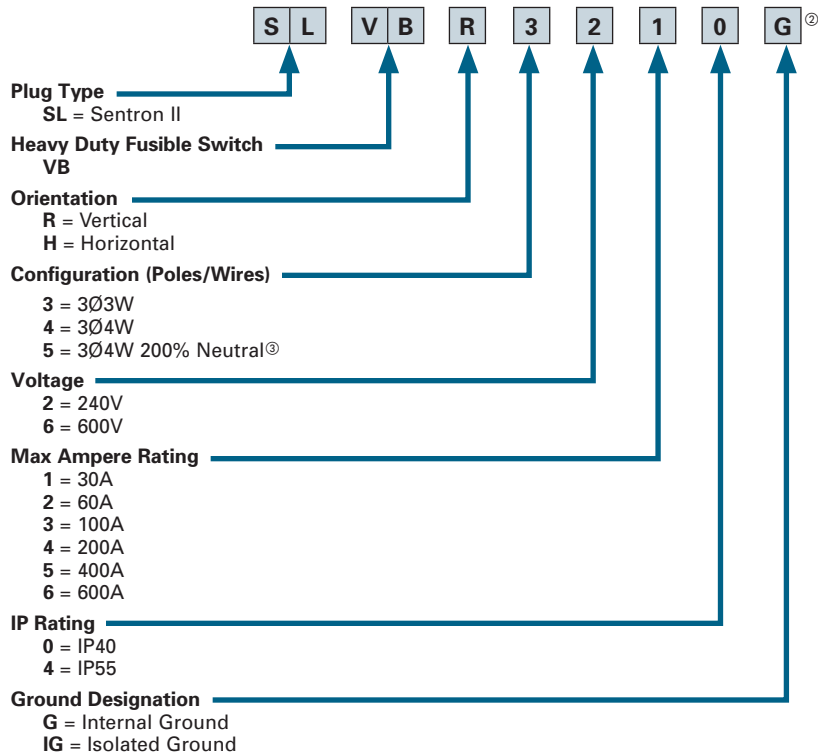 S L V B R 3 2 1 0 G ②
Plug Type
SL = Sentron II
Heavy Duty Fusible Switch
VB
Orientation
R = Vertical
H = Horizontal
Configuration (Poles/Wires)
3 = 3Ø3W
4 = 3Ø4W
5 = 3Ø4W 200% Neutral③
Voltage
2 = 240V
6 = 600V
Max Ampere Rating
1 = 30A
2 = 60A
3 = 100A
4 = 200A
5 = 400A
6 = 600A
IP Rating
0 = IP40
4 = IP55
Ground Designation
G = Internal Ground
IG = Isolated Ground